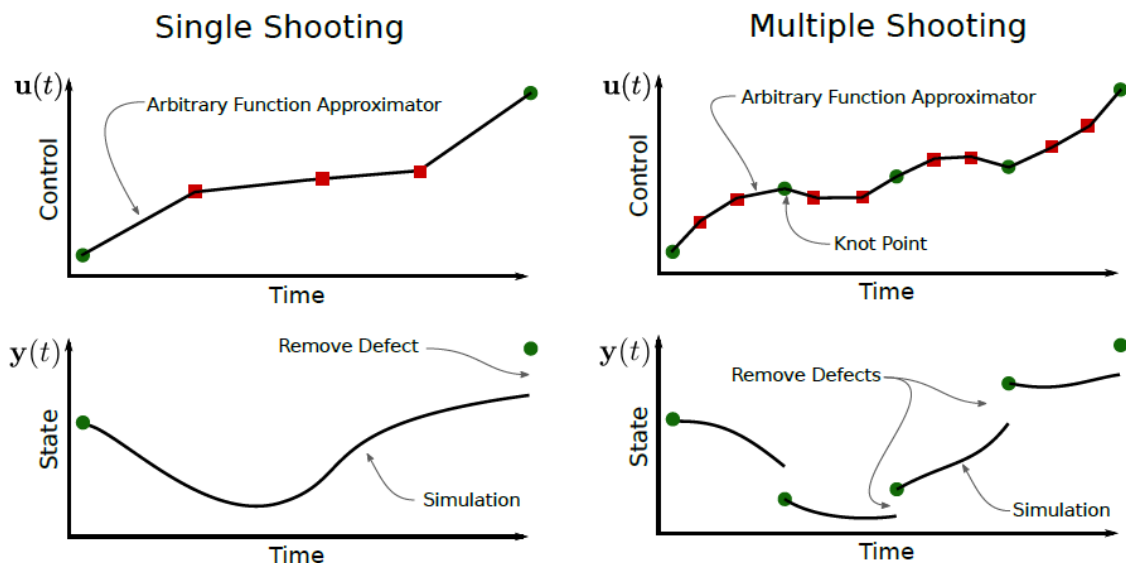 Single Shooting
u(t)
Arbitrary Function Approximator
Control
Time
y(t)
Remove Defect
State
Simulation
Time
Multiple Shooting
u(t)
Arbitrary Function Approximator
Control
Knot Point
Time
y(t)
Remove Defects
State
Simulation
Time